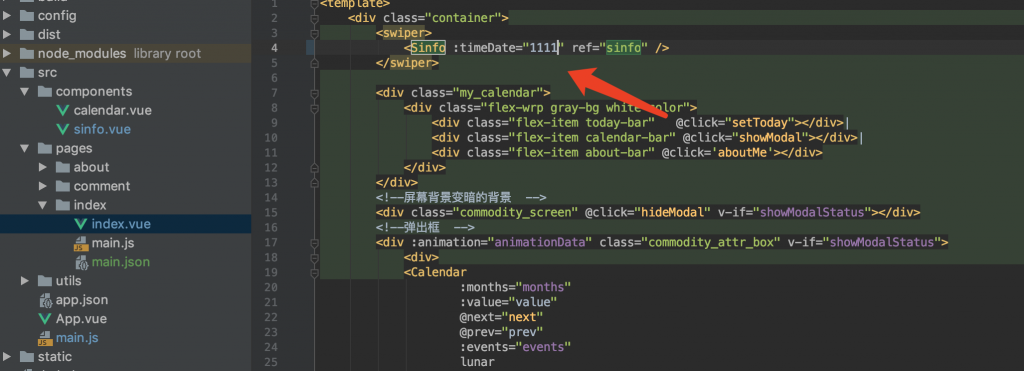 build
config
dist
node_modules library root
src
components
calendar.vue
sinfo.vue
pages
about
comment
index
index.vue
main.js
main.json
utils
app.json
App.vue
main.js
static
1 <template>
2 <div class="container">
3 <swiper>
4 <Sinfo :timeDate="1111" ref="sinfo" />
5 </swiper>
6
7 <div class="my_calendar">
8 <div class="flex-wrp gray-bg white-color">
9 <div class="flex-item today-bar" @click="setToday"></div>|
10 <div class="flex-item calendar-bar" @click="showModal"></div>|
11 <div class="flex-item about-bar" @click='aboutMe'></div>
12 </div>
13 </div>
14 <!--屏幕背景变暗的背景 -->
15 <div class="commodity_screen" @click="hideModal" v-if="showModalStatus"></div>
16 <!--弹出框 -->
17 <div :animation="animationData" class="commodity_attr_box" v-if="showModalStatus">
18 <div>
19 <Calendar
20 :months="months"
21 :value="value"
22 @next="next"
23 @prev="prev"
24 :events="events"
25 lunar